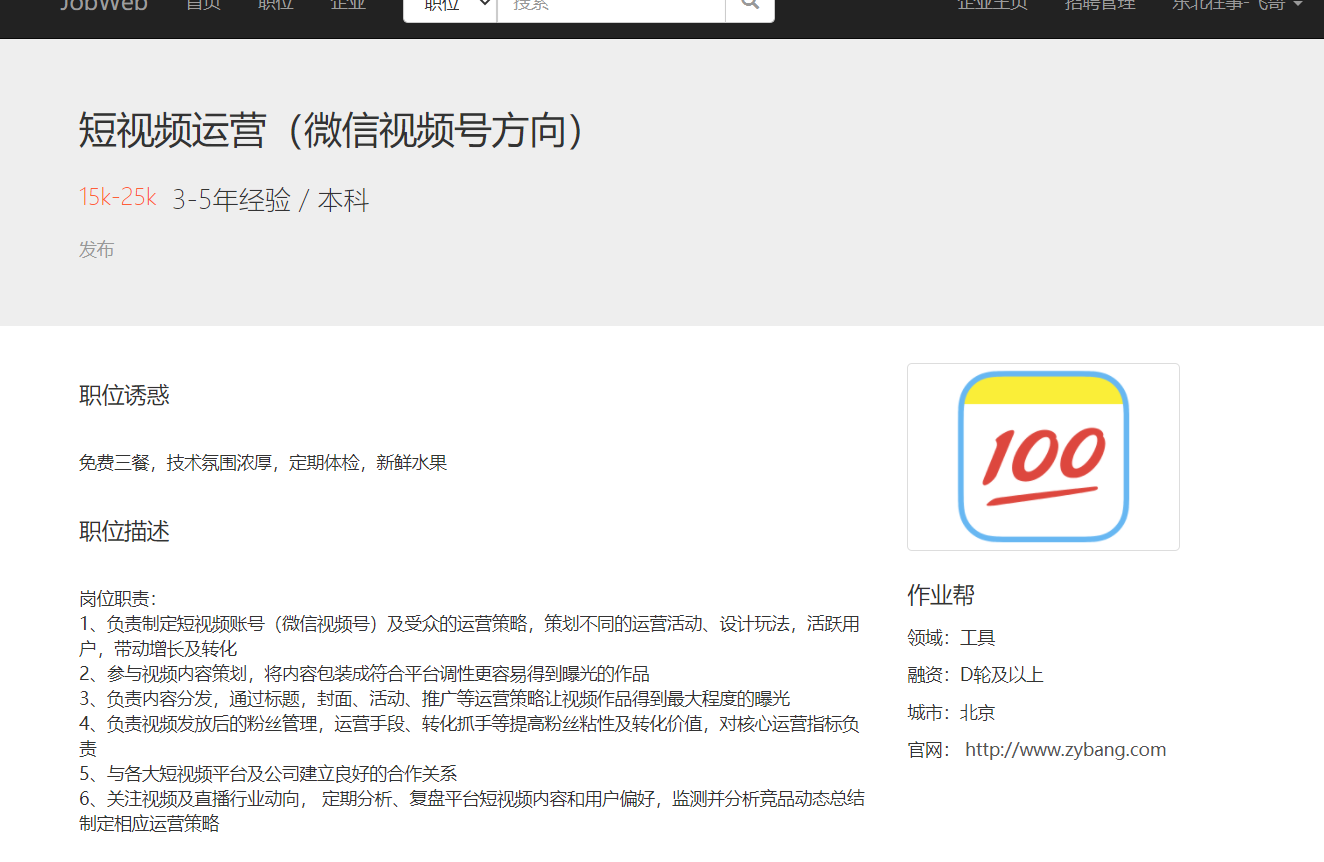 JobWeb 首页 职位 企业 职位 搜索 企业主页 招聘管理 东北往事-飞哥
短视频运营（微信视频号方向）
15k-25k 3-5年经验 / 本科
发布
职位诱惑
免费三餐，技术氛围浓厚，定期体检，新鲜水果
职位描述
岗位职责：
1、负责制定短视频账号（微信视频号）及受众的运营策略，策划不同的运营活动、设计玩法，活跃用
户，带动增长及转化
2、参与视频内容策划，将内容包装成符合平台调性更容易得到曝光的作品
3、负责内容分发，通过标题，封面、活动、推广等运营策略让视频作品得到最大程度的曝光
4、负责视频发放后的粉丝管理，运营手段、转化抓手等提高粉丝粘性及转化价值，对核心运营指标负
责
5、与各大短视频平台及公司建立良好的合作关系
6、关注视频及直播行业动向， 定期分析、复盘平台短视频内容和用户偏好，监测并分析竞品动态总结
制定相应运营策略
100
作业帮
领域：工具
融资：D轮及以上
城市：北京
官网： http://www.zybang.com